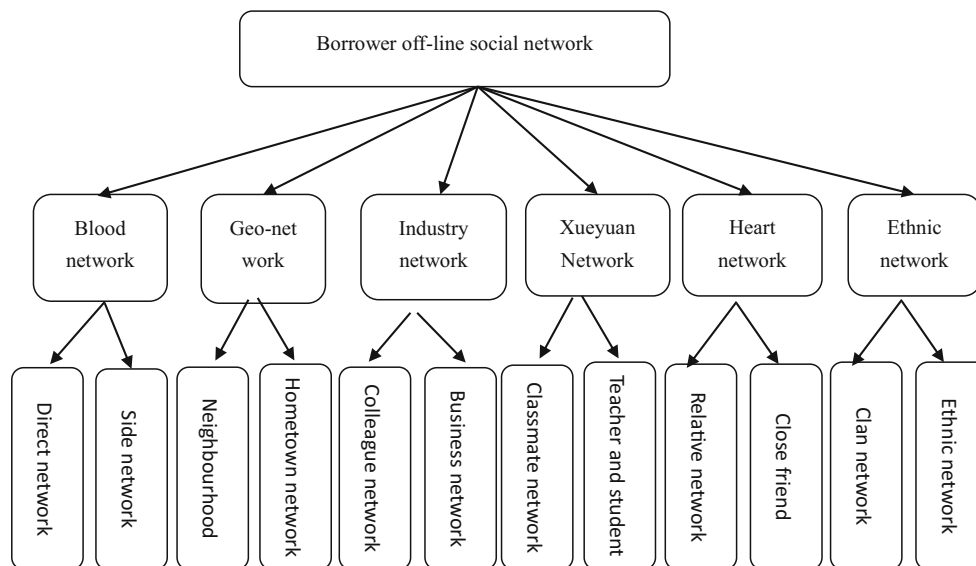 Borrower off-line social network
Blood
network
Geo-net
work
Industry
network
Xueyuan
Network
Heart
network
Ethnic
network
Direct network
Side network
Neighbourhood
Hometown network
Colleague network
Business network
Classmate network
Teacher and student
Relative network
Close friend
Clan network
Ethnic network